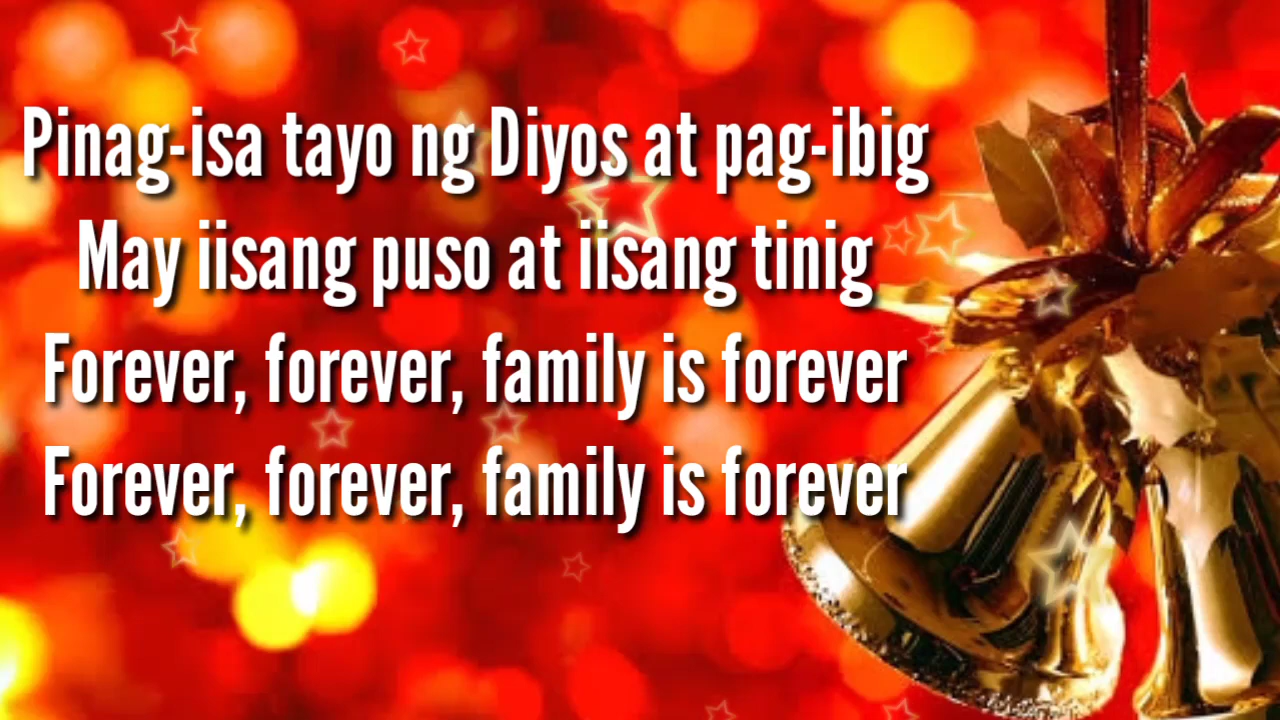 Pinag-isa tayo ng Diyos at pag-ibig
May iisang puso at iisang tinig
Forever, forever, family is forever
Forever, forever, family is forever